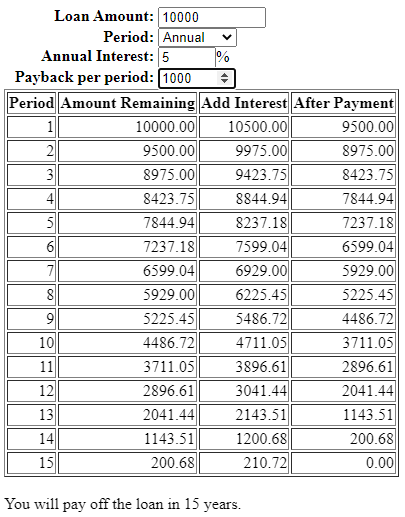 Loan Amount: 10000
Period: Annual
Annual Interest: 5 %
Payback per period: 1000
Period Amount Remaining Add Interest After Payment
1 10000.00 10500.00 9500.00
2 9500.00 9975.00 8975.00
3 8975.00 9423.75 8423.75
4 8423.75 8844.94 7844.94
5 7844.94 8237.18 7237.18
6 7237.18 7599.04 6599.04
7 6599.04 6929.00 5929.00
8 5929.00 6225.45 5225.45
9 5225.45 5486.72 4486.72
10 4486.72 4711.05 3711.05
11 3711.05 3896.61 2896.61
12 2896.61 3041.44 2041.44
13 2041.44 2143.51 1143.51
14 1143.51 1200.68 200.68
15 200.68 210.72 0.00
You will pay off the loan in 15 years.